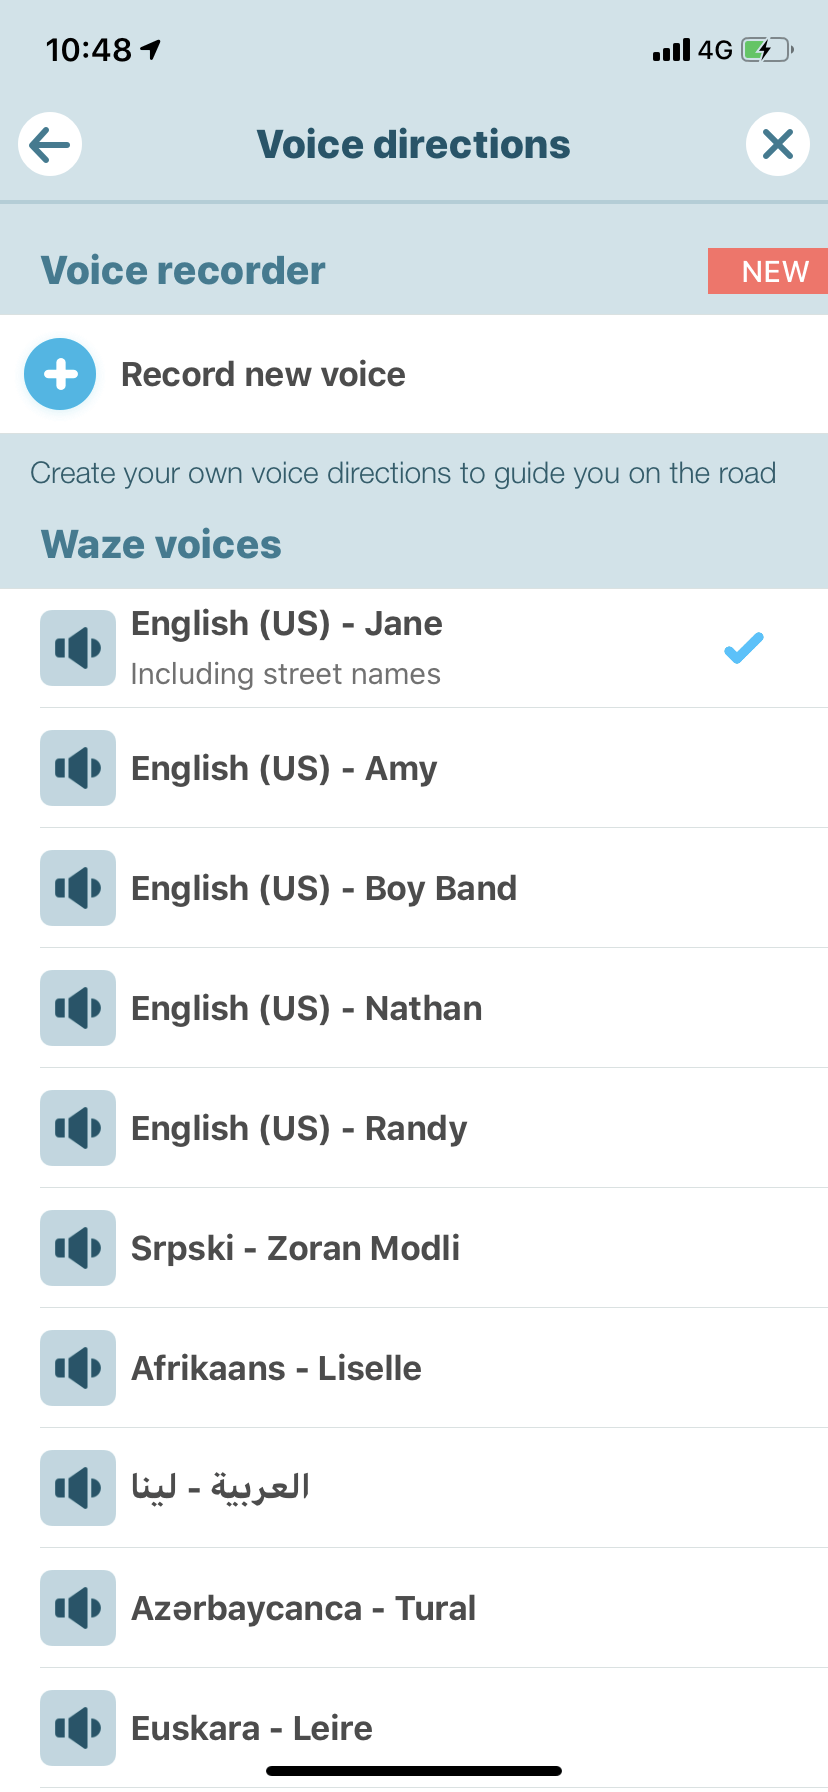 10:48
4G
Voice directions
Voice recorder
NEW
Record new voice
Create your own voice directions to guide you on the road
Waze voices
English (US) - Jane
Including street names
English (US) - Amy
English (US) - Boy Band
English (US) - Nathan
English (US) - Randy
Srpski - Zoran Modli
Afrikaans - Liselle
العربية - لينا
Azərbaycanca - Tural
Euskara - Leire